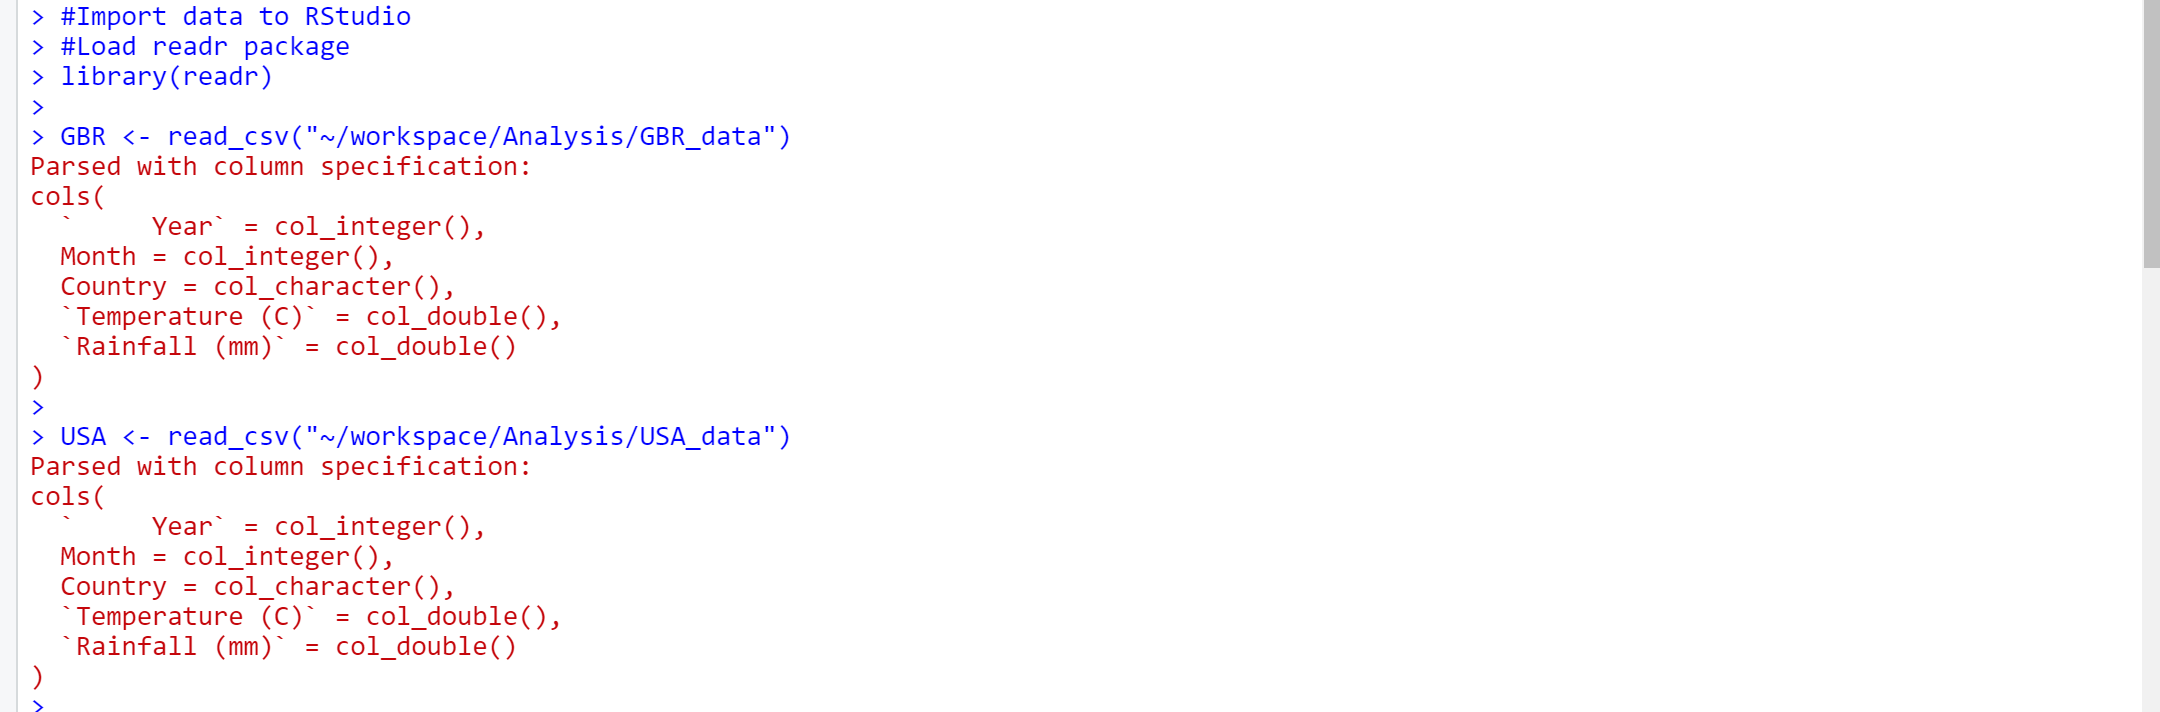 > #Import data to RStudio
> #Load readr package
> library(readr)
>
> GBR <- read_csv("~/workspace/Analysis/GBR_data")
Parsed with column specification:
cols(
  `     Year` = col_integer(),
  Month = col_integer(),
  Country = col_character(),
  `Temperature (C)` = col_double(),
  `Rainfall (mm)` = col_double()
)
>
> USA <- read_csv("~/workspace/Analysis/USA_data")
Parsed with column specification:
cols(
  `     Year` = col_integer(),
  Month = col_integer(),
  Country = col_character(),
  `Temperature (C)` = col_double(),
  `Rainfall (mm)` = col_double()
)
>